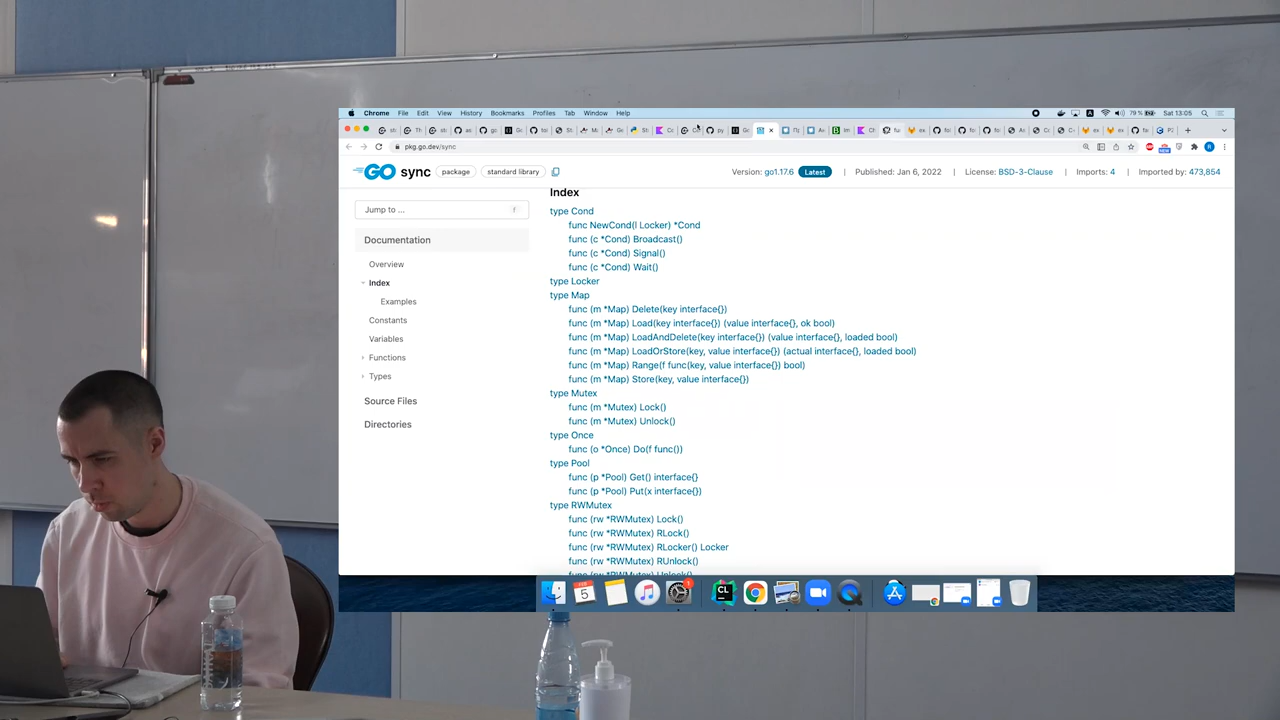 Chrome File Edit View History Bookmarks Profiles Tab Window Help
79 % Sat 13:05
pkg.go.dev/sync
GO sync package standard library
Version: go1.17.6 Latest | Published: Jan 6, 2022 | License: BSD-3-Clause | Imports: 4 | Imported by: 473,854
Jump to ... f
Documentation
Overview
Index
Examples
Constants
Variables
Functions
Types
Source Files
Directories
Index
type Cond
func NewCond(l Locker) *Cond
func (c *Cond) Broadcast()
func (c *Cond) Signal()
func (c *Cond) Wait()
type Locker
type Map
func (m *Map) Delete(key interface{})
func (m *Map) Load(key interface{}) (value interface{}, ok bool)
func (m *Map) LoadAndDelete(key interface{}) (value interface{}, loaded bool)
func (m *Map) LoadOrStore(key, value interface{}) (actual interface{}, loaded bool)
func (m *Map) Range(f func(key, value interface{}) bool)
func (m *Map) Store(key, value interface{})
type Mutex
func (m *Mutex) Lock()
func (m *Mutex) Unlock()
type Once
func (o *Once) Do(f func())
type Pool
func (p *Pool) Get() interface{}
func (p *Pool) Put(x interface{})
type RWMutex
func (rw *RWMutex) Lock()
func (rw *RWMutex) RLock()
func (rw *RWMutex) RLocker() Locker
func (rw *RWMutex) RUnlock()
func (rw *RWMutex) Unlock()
CL
5